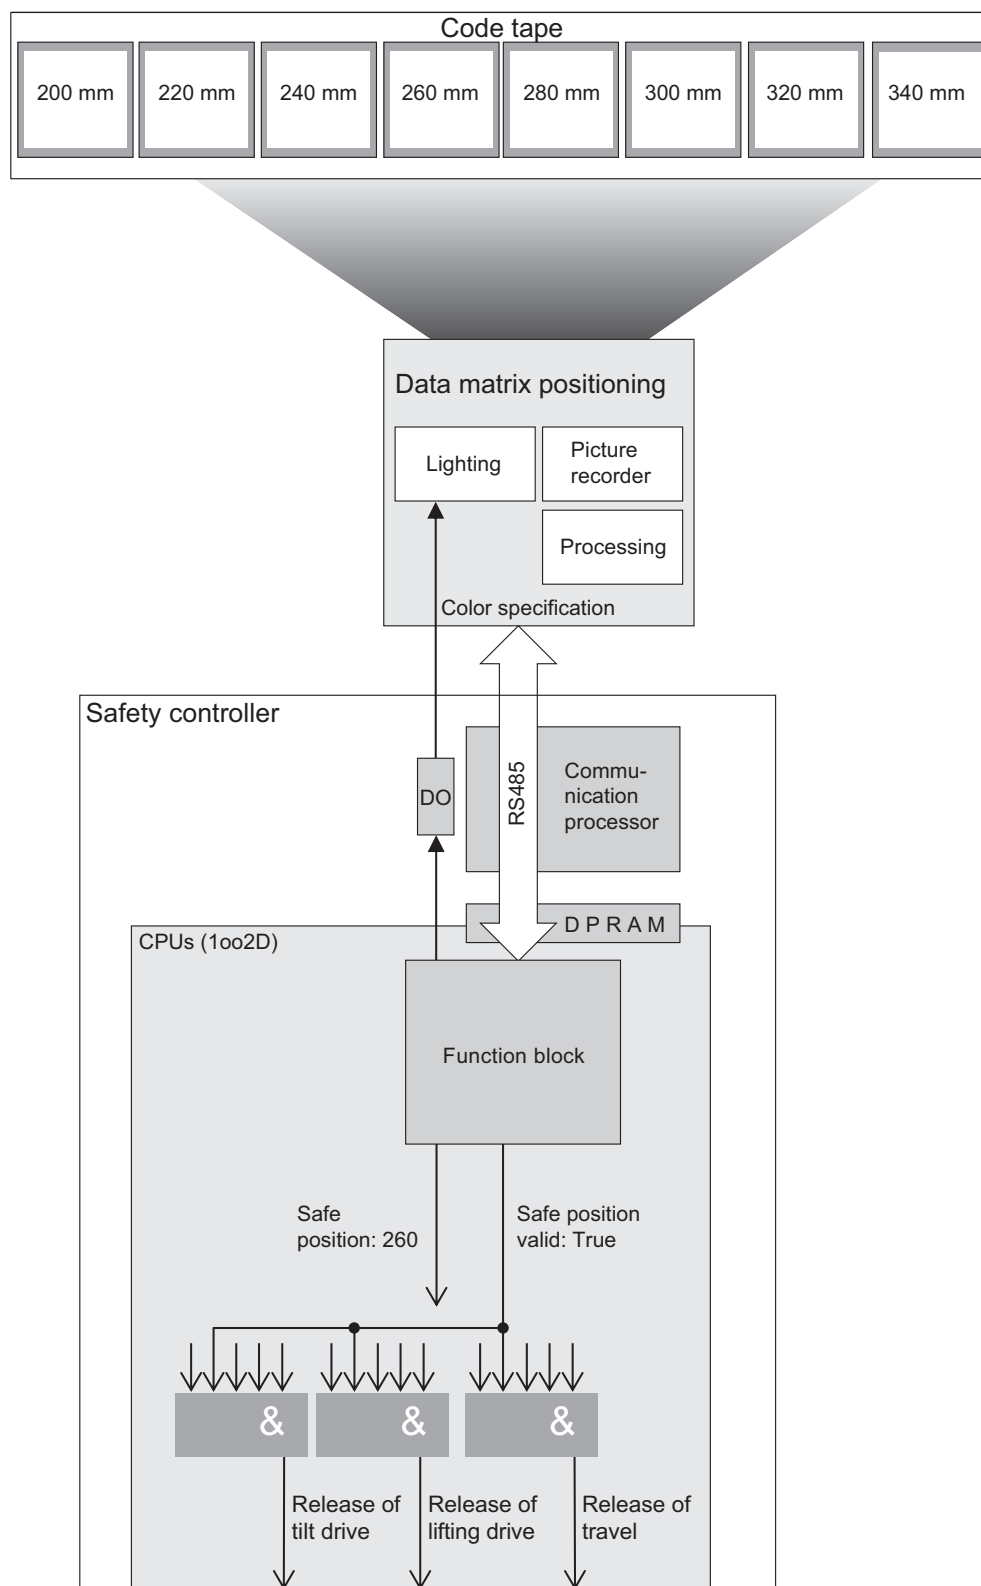 Code tape
200 mm 220 mm 240 mm 260 mm 280 mm 300 mm 320 mm 340 mm
Data matrix positioning
Lighting
Picture
recorder
Processing
Color specification
Safety controller
DO
RS485
Commu-
nication
processor
D P R A M
CPUs (1oo2D)
Function block
Safe
position: 260
Safe position
valid: True
& & &
Release of
tilt drive
Release of
lifting drive
Release of
travel